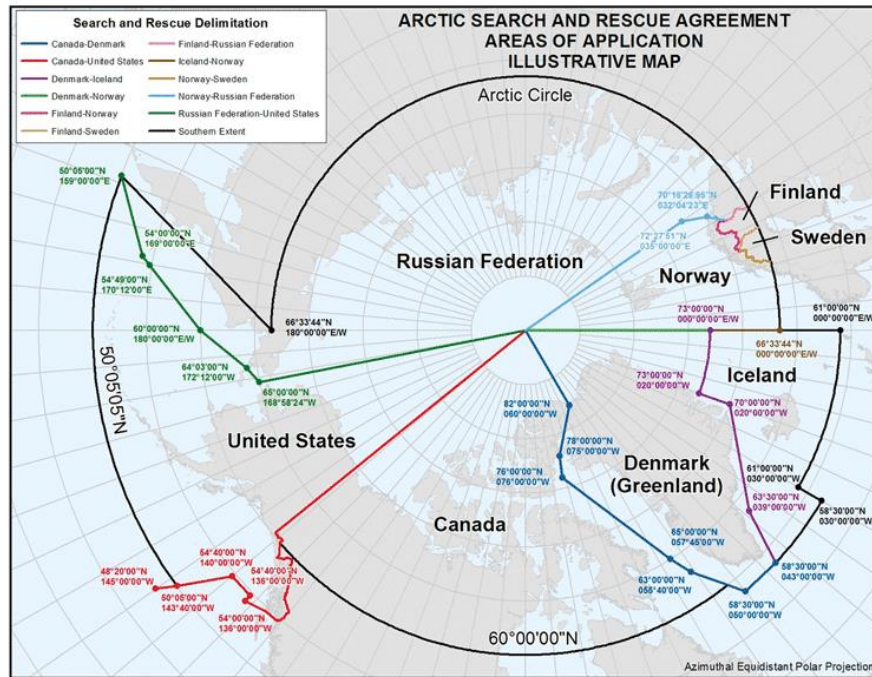 ARCTIC SEARCH AND RESCUE AGREEMENT
AREAS OF APPLICATION
ILLUSTRATIVE MAP
Search and Rescue Delimitation
Canada-Denmark
Canada-United States
Denmark-Iceland
Denmark-Norway
Finland-Norway
Finland-Sweden
Finland-Russian Federation
Iceland-Norway
Norway-Sweden
Norway-Russian Federation
Russian Federation-United States
Southern Extent
Arctic Circle
50°05'00"N
159°00'00"E
70°16'28.95"N
032°04'23"E
Finland
54°00'00"N
169°00'00"E
72°27'51"N
035°00'00"E
Sweden
Russian Federation
54°49'00"N
170°12'00"E
Norway
73°00'00"N
000°00'00"E/W
61°00'00"N
000°00'00"E/W
60°00'00"N
180°00'00"E/W
66°33'44"N
180°00'00"E/W
66°33'44"N
000°00'00"E/W
50°05'05"N
64°03'00"N
172°12'00"W
73°00'00"N
020°00'00"W
Iceland
65°00'00"N
168°58'24"W
82°00'00"N
060°00'00"W
70°00'00"N
020°00'00"W
United States
78°00'00"N
075°00'00"W
76°00'00"N
076°00'00"W
Denmark
(Greenland)
61°00'00"N
030°00'00"W
63°30'00"N
039°00'00"W
58°30'00"N
030°00'00"W
Canada
65°00'00"N
057°45'00"W
54°40'00"N
140°00'00"W
48°20'00"N
145°00'00"W
54°40'00"N
136°00'00"W
58°30'00"N
043°00'00"W
50°05'00"N
143°40'00"W
63°00'00"N
055°40'00"W
54°00'00"N
136°00'00"W
58°30'00"N
050°00'00"W
60°00'00"N
Azimuthal Equidistant Polar Projection